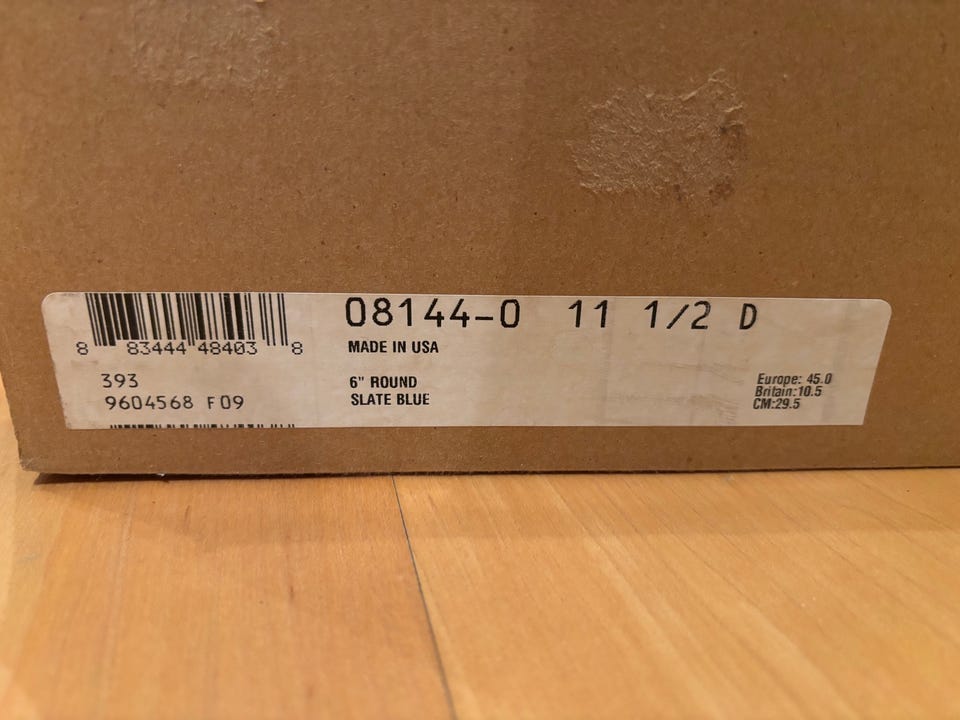 08144-0 11 1/2 D
8 83444 48403 8
MADE IN USA
393
6" ROUND
9604568 F09
SLATE BLUE
Europe: 45.0
Britain:10.5
CM:29.5